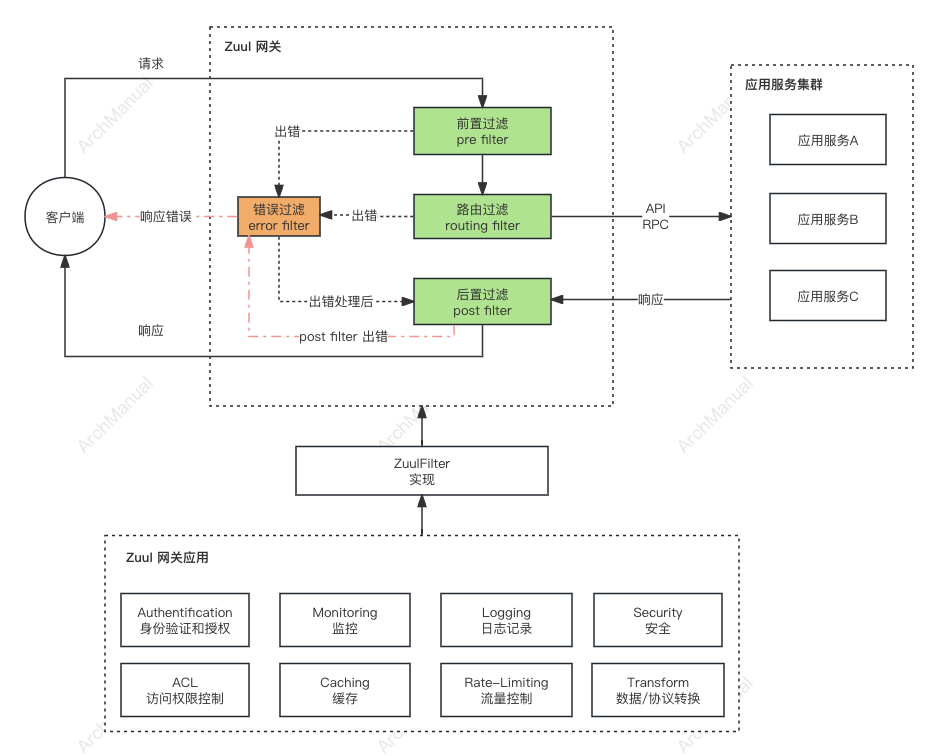 Zuul 网关
请求
应用服务集群
ArchManual
ArchManual
前置过滤
pre filter
出错
应用服务A
客户端
响应错误
错误过滤
error filter
出错
路由过滤
routing filter
API
RPC
应用服务B
出错处理后
后置过滤
post filter
响应
应用服务C
响应
post filter 出错
ArchManual
ArchManual
ArchManual
ZuulFilter
实现
Zuul 网关应用
Authentification
身份验证和授权
Monitoring
监控
Logging
日志记录
Security
安全
ACL
访问权限控制
Caching
缓存
Rate-Limiting
流量控制
Transform
数据/协议转换